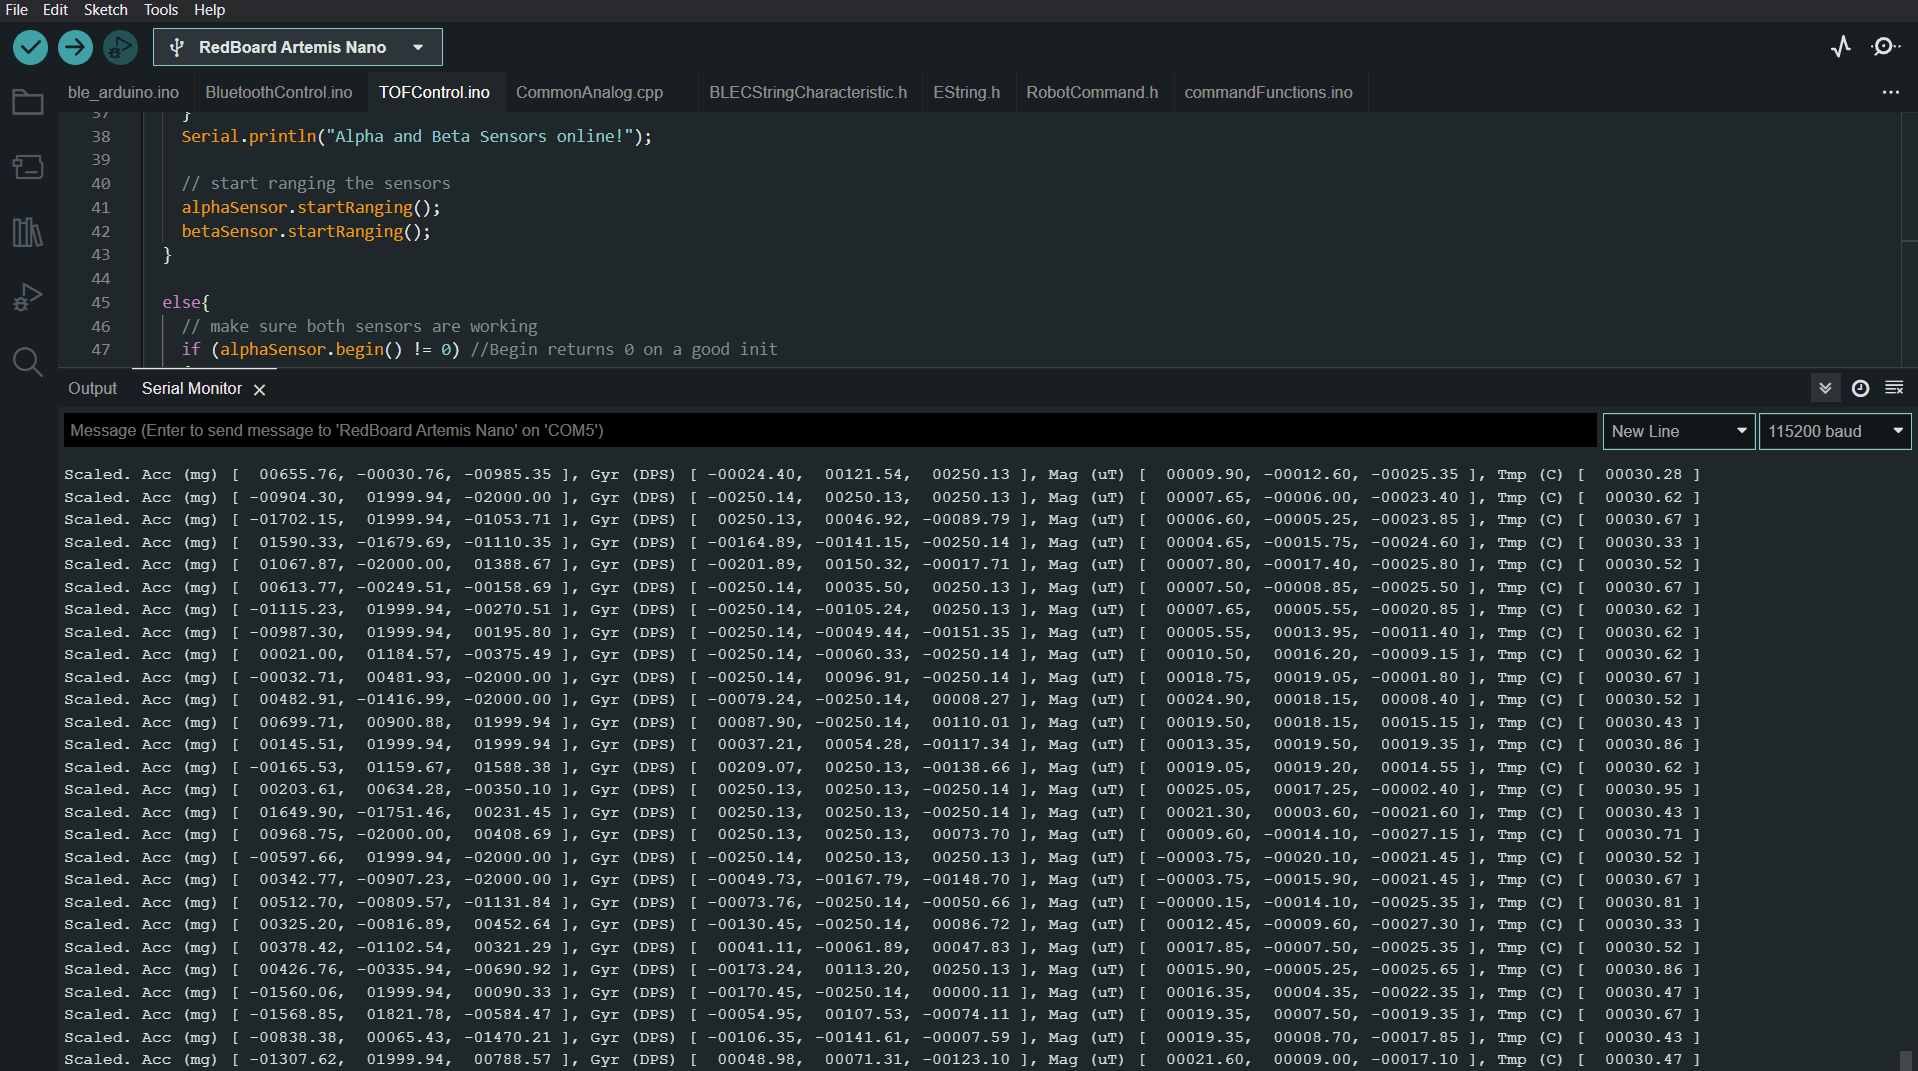 File Edit Sketch Tools Help
RedBoard Artemis Nano
ble_arduino.ino BluetoothControl.ino TOFControl.ino CommonAnalog.cpp BLECStringCharacteristic.h EString.h RobotCommand.h commandFunctions.ino
37 }
38 Serial.println("Alpha and Beta Sensors online!");
39
40 // start ranging the sensors
41 alphaSensor.startRanging();
42 betaSensor.startRanging();
43 }
44
45 else{
46 // make sure both sensors are working
47 if (alphaSensor.begin() != 0) //Begin returns 0 on a good init
Output Serial Monitor
Message (Enter to send message to 'RedBoard Artemis Nano' on 'COM5') New Line 115200 baud
Scaled. Acc (mg) [ 00655.76, -00030.76, -00985.35 ], Gyr (DPS) [ -00024.40, 00121.54, 00250.13 ], Mag (uT) [ 00009.90, -00012.60, -00025.35 ], Tmp (C) [ 00030.28 ]
Scaled. Acc (mg) [ -00904.30, 01999.94, -02000.00 ], Gyr (DPS) [ -00250.14, 00250.13, 00250.13 ], Mag (uT) [ 00007.65, -00006.00, -00023.40 ], Tmp (C) [ 00030.62 ]
Scaled. Acc (mg) [ -01702.15, 01999.94, -01053.71 ], Gyr (DPS) [ 00250.13, 00046.92, -00089.79 ], Mag (uT) [ 00006.60, -00005.25, -00023.85 ], Tmp (C) [ 00030.67 ]
Scaled. Acc (mg) [ 01590.33, -01679.69, -01110.35 ], Gyr (DPS) [ -00164.89, -00141.15, -00250.14 ], Mag (uT) [ 00004.65, -00015.75, -00024.60 ], Tmp (C) [ 00030.33 ]
Scaled. Acc (mg) [ 01067.87, -02000.00, 01388.67 ], Gyr (DPS) [ -00201.89, 00150.32, -00017.71 ], Mag (uT) [ 00007.80, -00017.40, -00025.80 ], Tmp (C) [ 00030.52 ]
Scaled. Acc (mg) [ 00613.77, -00249.51, -00158.69 ], Gyr (DPS) [ -00250.14, 00035.50, 00250.13 ], Mag (uT) [ 00007.50, -00008.85, -00025.50 ], Tmp (C) [ 00030.67 ]
Scaled. Acc (mg) [ -01115.23, 01999.94, -00270.51 ], Gyr (DPS) [ -00250.14, -00105.24, 00250.13 ], Mag (uT) [ 00007.65, 00005.55, -00020.85 ], Tmp (C) [ 00030.62 ]
Scaled. Acc (mg) [ -00987.30, 01999.94, 00195.80 ], Gyr (DPS) [ -00250.14, -00049.44, -00151.35 ], Mag (uT) [ 00005.55, 00013.95, -00011.40 ], Tmp (C) [ 00030.62 ]
Scaled. Acc (mg) [ 00021.00, 01184.57, -00375.49 ], Gyr (DPS) [ -00250.14, -00060.33, -00250.14 ], Mag (uT) [ 00010.50, 00016.20, -00009.15 ], Tmp (C) [ 00030.62 ]
Scaled. Acc (mg) [ -00032.71, 00481.93, -02000.00 ], Gyr (DPS) [ -00250.14, 00096.91, -00250.14 ], Mag (uT) [ 00018.75, 00019.05, -00001.80 ], Tmp (C) [ 00030.67 ]
Scaled. Acc (mg) [ 00482.91, -01416.99, -02000.00 ], Gyr (DPS) [ -00079.24, -00250.14, 00008.27 ], Mag (uT) [ 00024.90, 00018.15, 00008.40 ], Tmp (C) [ 00030.52 ]
Scaled. Acc (mg) [ 00699.71, 00900.88, 01999.94 ], Gyr (DPS) [ 00087.90, -00250.14, 00110.01 ], Mag (uT) [ 00019.50, 00018.15, 00015.15 ], Tmp (C) [ 00030.43 ]
Scaled. Acc (mg) [ 00145.51, 01999.94, 01999.94 ], Gyr (DPS) [ 00037.21, 00054.28, -00117.34 ], Mag (uT) [ 00013.35, 00019.50, 00019.35 ], Tmp (C) [ 00030.86 ]
Scaled. Acc (mg) [ -00165.53, 01159.67, 01588.38 ], Gyr (DPS) [ 00209.07, 00250.13, -00138.66 ], Mag (uT) [ 00019.05, 00019.20, 00014.55 ], Tmp (C) [ 00030.62 ]
Scaled. Acc (mg) [ 00203.61, 00634.28, -00350.10 ], Gyr (DPS) [ 00250.13, 00250.13, -00250.14 ], Mag (uT) [ 00025.05, 00017.25, -00002.40 ], Tmp (C) [ 00030.95 ]
Scaled. Acc (mg) [ 01649.90, -01751.46, 00231.45 ], Gyr (DPS) [ 00250.13, 00250.13, -00250.14 ], Mag (uT) [ 00021.30, 00003.60, -00021.60 ], Tmp (C) [ 00030.43 ]
Scaled. Acc (mg) [ 00968.75, -02000.00, 00408.69 ], Gyr (DPS) [ 00250.13, 00250.13, 00073.70 ], Mag (uT) [ 00009.60, -00014.10, -00027.15 ], Tmp (C) [ 00030.71 ]
Scaled. Acc (mg) [ -00597.66, 01999.94, -02000.00 ], Gyr (DPS) [ -00250.14, 00250.13, 00250.13 ], Mag (uT) [ -00003.75, -00020.10, -00021.45 ], Tmp (C) [ 00030.52 ]
Scaled. Acc (mg) [ 00342.77, -00907.23, -02000.00 ], Gyr (DPS) [ -00049.73, -00167.79, -00148.70 ], Mag (uT) [ -00003.75, -00015.90, -00021.45 ], Tmp (C) [ 00030.67 ]
Scaled. Acc (mg) [ 00512.70, -00809.57, -01131.84 ], Gyr (DPS) [ -00073.76, -00250.14, -00050.66 ], Mag (uT) [ -00000.15, -00014.10, -00025.35 ], Tmp (C) [ 00030.81 ]
Scaled. Acc (mg) [ 00325.20, -00816.89, 00452.64 ], Gyr (DPS) [ -00130.45, -00250.14, 00086.72 ], Mag (uT) [ 00012.45, -00009.60, -00027.30 ], Tmp (C) [ 00030.33 ]
Scaled. Acc (mg) [ 00378.42, -01102.54, 00321.29 ], Gyr (DPS) [ 00041.11, -00061.89, 00047.83 ], Mag (uT) [ 00017.85, -00007.50, -00025.35 ], Tmp (C) [ 00030.52 ]
Scaled. Acc (mg) [ 00426.76, -00335.94, -00690.92 ], Gyr (DPS) [ -00173.24, 00113.20, 00250.13 ], Mag (uT) [ 00015.90, -00005.25, -00025.65 ], Tmp (C) [ 00030.86 ]
Scaled. Acc (mg) [ -01560.06, 01999.94, 00090.33 ], Gyr (DPS) [ -00170.45, -00250.14, 00000.11 ], Mag (uT) [ 00016.35, 00004.35, -00022.35 ], Tmp (C) [ 00030.47 ]
Scaled. Acc (mg) [ -01568.85, 01821.78, -00584.47 ], Gyr (DPS) [ -00054.95, 00107.53, -00074.11 ], Mag (uT) [ 00019.35, 00007.50, -00019.35 ], Tmp (C) [ 00030.67 ]
Scaled. Acc (mg) [ -00838.38, 00065.43, -01470.21 ], Gyr (DPS) [ -00106.35, -00141.61, -00007.59 ], Mag (uT) [ 00019.35, 00008.70, -00017.85 ], Tmp (C) [ 00030.43 ]
Scaled. Acc (mg) [ -01307.62, 01999.94, 00788.57 ], Gyr (DPS) [ 00048.98, 00071.31, -00123.10 ], Mag (uT) [ 00021.60, 00009.00, -00017.10 ], Tmp (C) [ 00030.47 ]